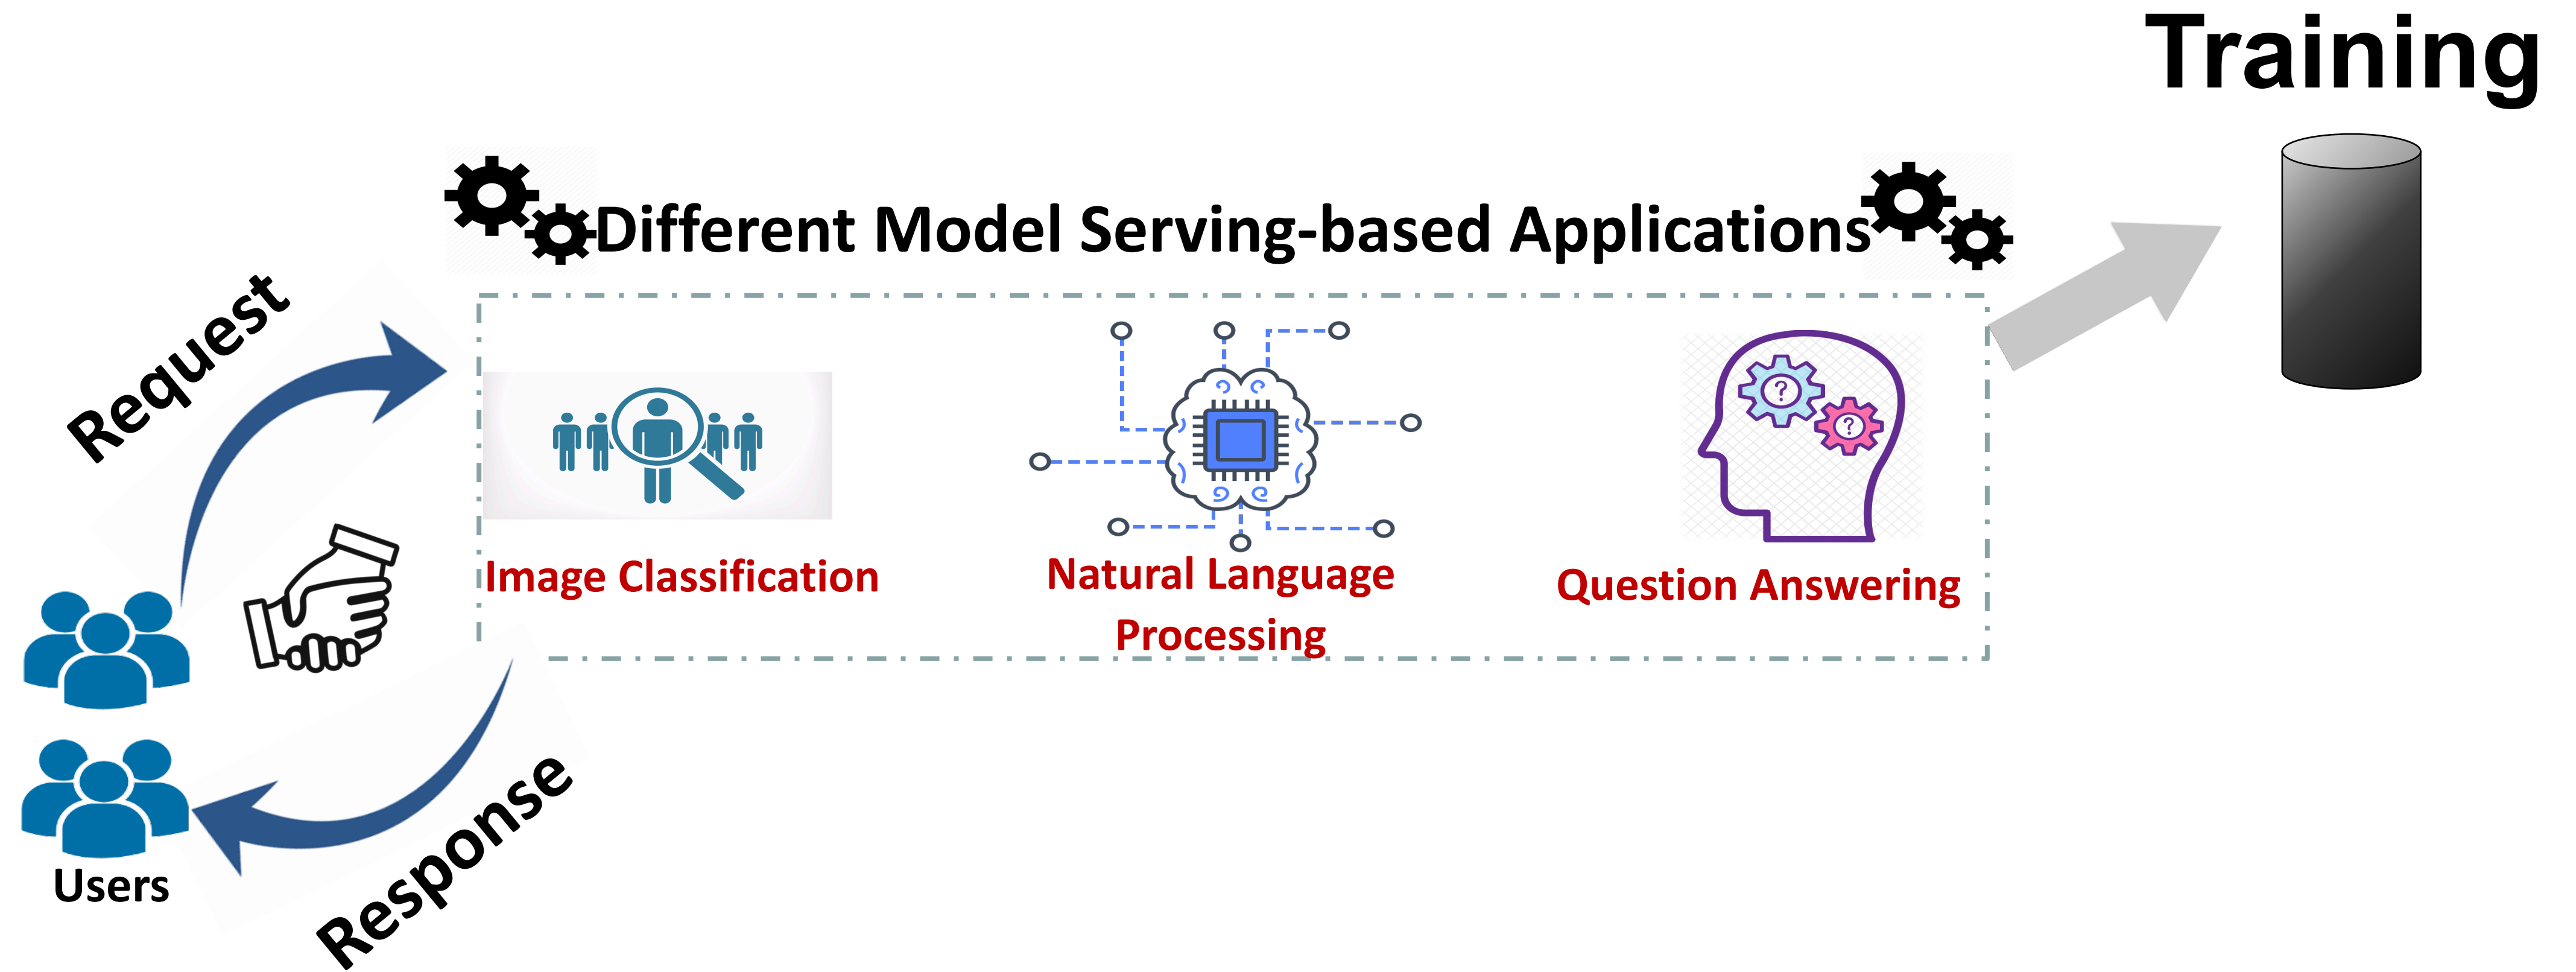 Training
Different Model Serving-based Applications
Request
Image Classification
Natural Language
Processing
? ?
Question Answering
Users
Response